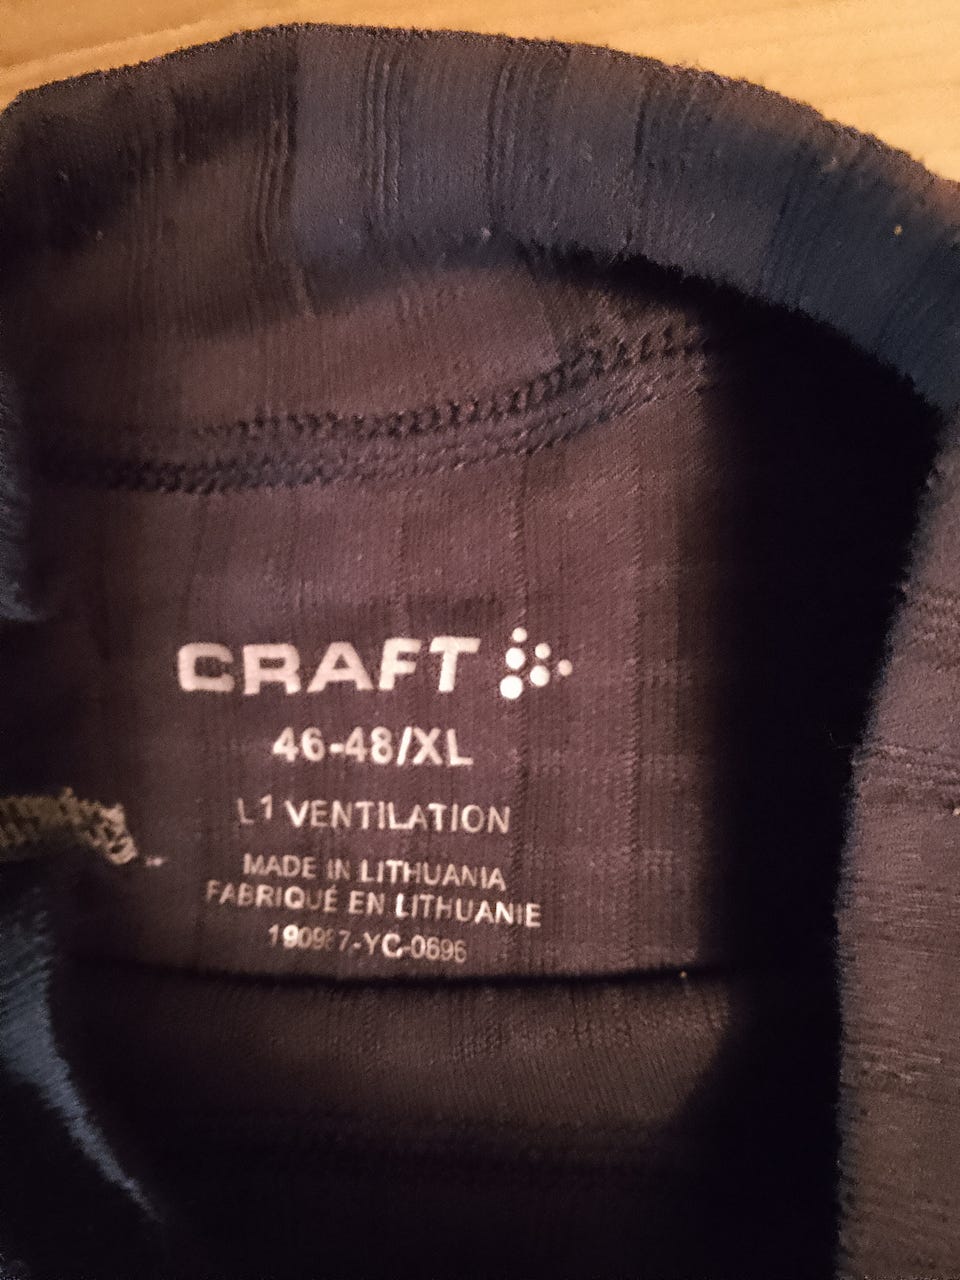 CRAFT
46-48/XL
L1 VENTILATION
MADE IN LITHUANIA
FABRIQUÉ EN LITHUANIE